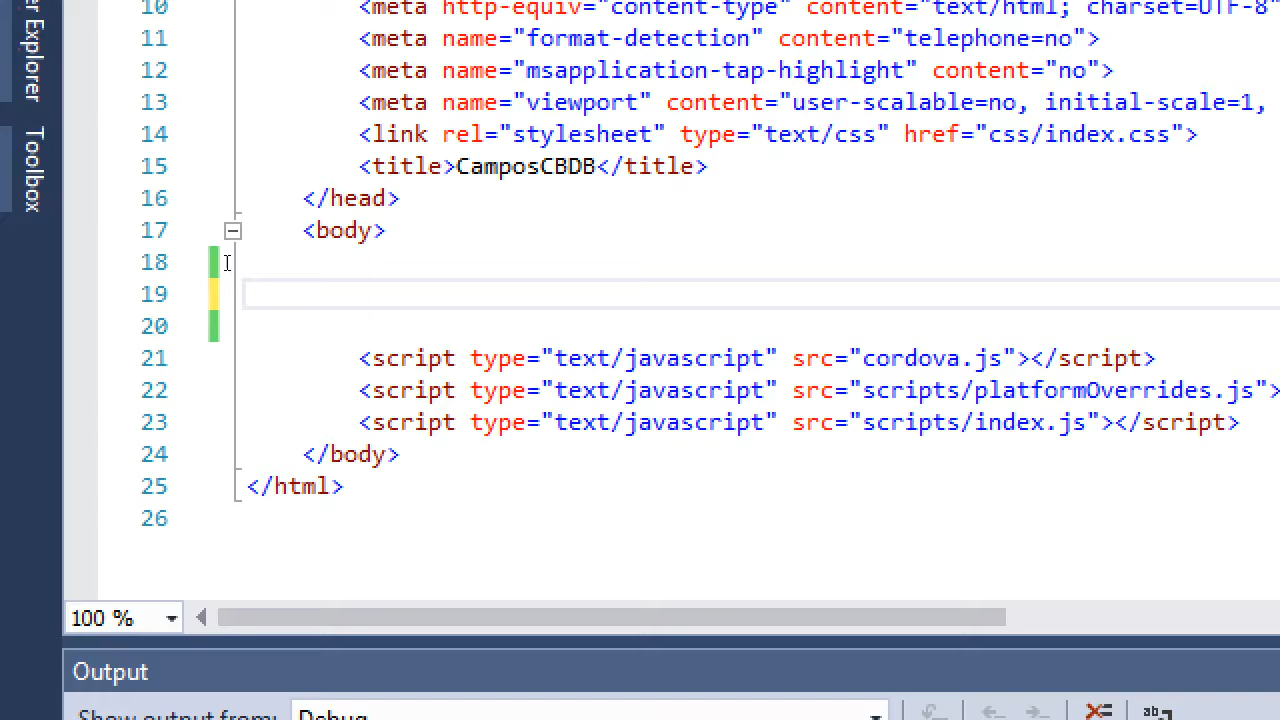 er Explorer
Toolbox
10 <meta http-equiv="content-type" content="text/html; charset=UTF-8"
11 <meta name="format-detection" content="telephone=no">
12 <meta name="msapplication-tap-highlight" content="no">
13 <meta name="viewport" content="user-scalable=no, initial-scale=1,
14 <link rel="stylesheet" type="text/css" href="css/index.css">
15 <title>CamposCBDB</title>
16 </head>
17 <body>
18
19
20
21 <script type="text/javascript" src="cordova.js"></script>
22 <script type="text/javascript" src="scripts/platformOverrides.js">
23 <script type="text/javascript" src="scripts/index.js"></script>
24 </body>
25 </html>
26
100 %
Output
Show output from: Debug